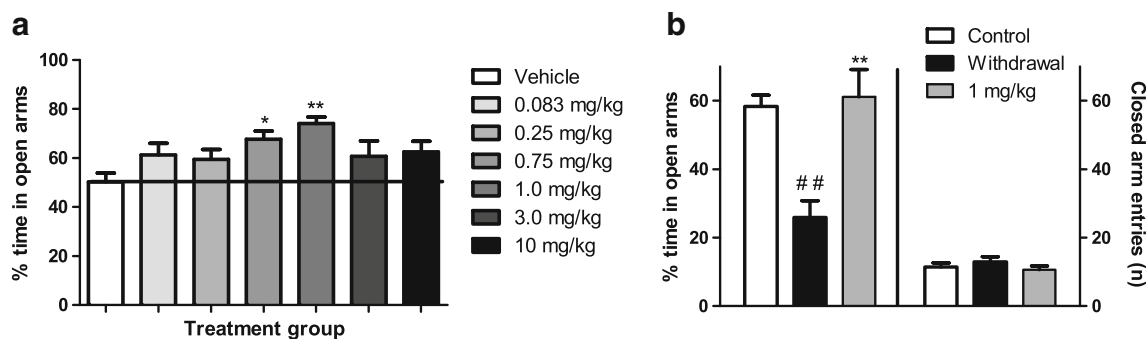 a
% time in open arms
100
80
60
40
20
0
*
**
Treatment group
Vehicle
0.083 mg/kg
0.25 mg/kg
0.75 mg/kg
1.0 mg/kg
3.0 mg/kg
10 mg/kg
b
% time in open arms
60
40
20
0
# #
**
Control
Withdrawal
1 mg/kg
60
40
20
0
Closed arm entries (n)